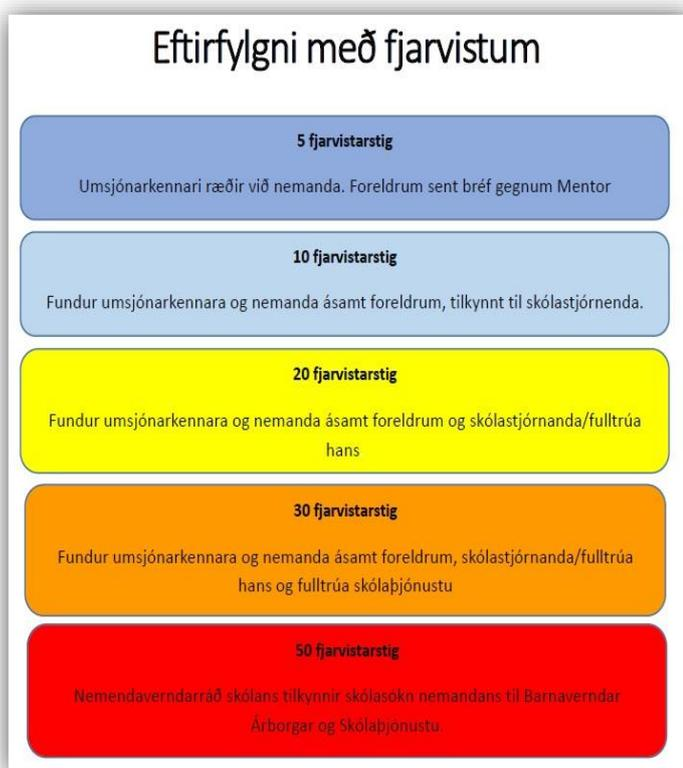 Eftirfylgni með fjarvistum
5 fjarvistarstig
Umsjónarkennari ræðir við nemanda. Foreldrum sent bréf gegnum Mentor
10 fjarvistarstig
Fundur umsjónarkennara og nemanda ásamt foreldrum, tilkynnt til skólastjórnenda.
20 fjarvistarstig
Fundur umsjónarkennara og nemanda ásamt foreldrum og skólastjórnanda/fulltrúa
hans
30 fjarvistarstig
Fundur umsjónarkennara og nemanda ásamt foreldrum, skólastjórnanda/fulltrúa
hans og fulltrúa skólaþjónustu
50 fjarvistarstig
Nemendaverndarráð skólans tilkynnir skólasókn nemandans til Barnaverndar
Árborgar og Skólaþjónustu.